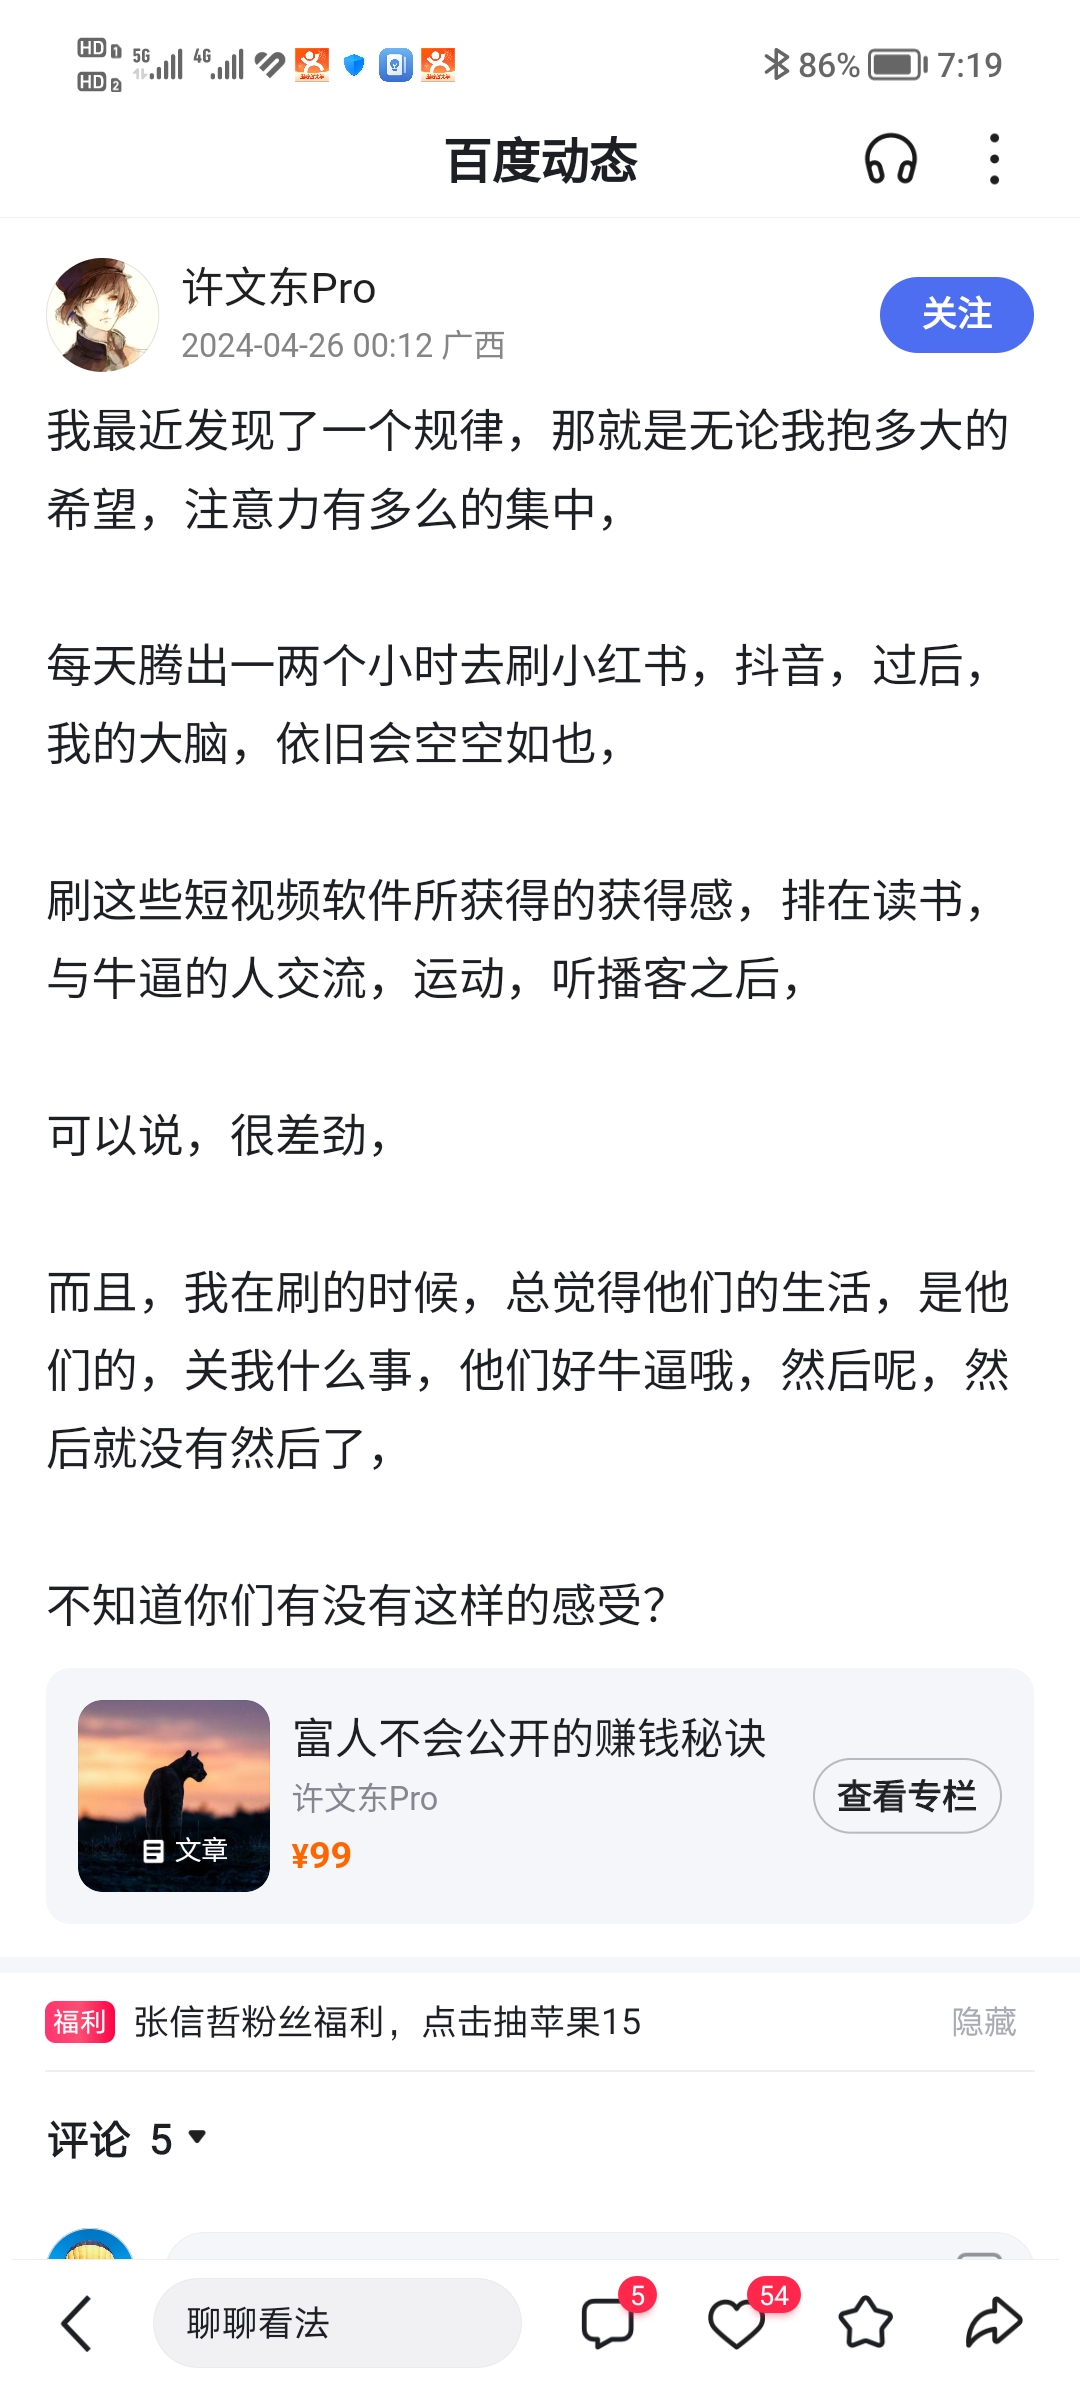 HD 1 5G 4G 86% 7:19
HD 2
百度动态
许文东Pro
2024-04-26 00:12 广西
关注
我最近发现了一个规律，那就是无论我抱多大的
希望，注意力有多么的集中，
每天腾出一两个小时去刷小红书，抖音，过后，
我的大脑，依旧会空空如也，
刷这些短视频软件所获得的获得感，排在读书，
与牛逼的人交流，运动，听播客之后，
可以说，很差劲，
而且，我在刷的时候，总觉得他们的生活，是他
们的，关我什么事，他们好牛逼哦，然后呢，然
后就没有然后了，
不知道你们有没有这样的感受？
富人不会公开的赚钱秘诀
许文东Pro
¥99
文章
查看专栏
福利 张信哲粉丝福利，点击抽苹果15 隐藏
评论 5
聊聊看法 5 54